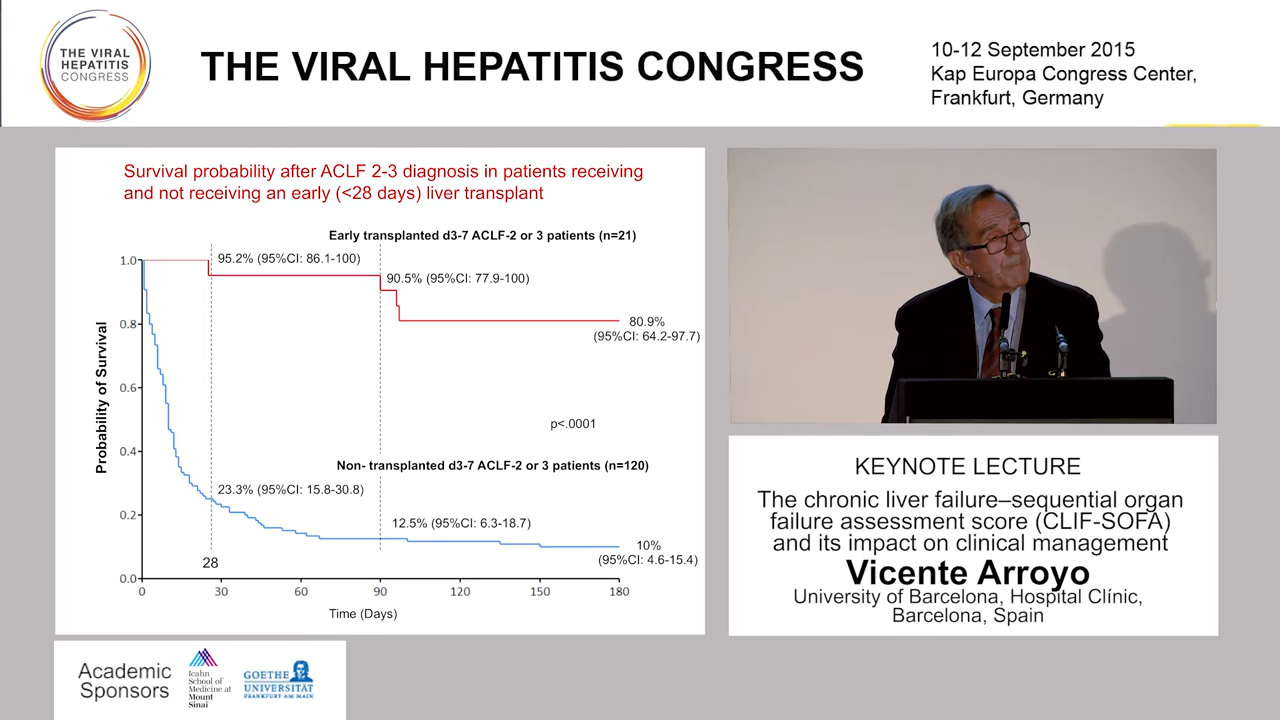 THE VIRAL
HEPATITIS
CONGRESS
THE VIRAL HEPATITIS CONGRESS
10-12 September 2015
Kap Europa Congress Center,
Frankfurt, Germany
Survival probability after ACLF 2-3 diagnosis in patients receiving
and not receiving an early (<28 days) liver transplant
Early transplanted d3-7 ACLF-2 or 3 patients (n=21)
95.2% (95%CI: 86.1-100)
90.5% (95%CI: 77.9-100)
80.9%
(95%CI: 64.2-97.7)
p<.0001
Non- transplanted d3-7 ACLF-2 or 3 patients (n=120)
23.3% (95%CI: 15.8-30.8)
12.5% (95%CI: 6.3-18.7)
10%
(95%CI: 4.6-15.4)
28
Probability of Survival
1.0
0.8
0.6
0.4
0.2
0.0
0 30 60 90 120 150 180
Time (Days)
KEYNOTE LECTURE
The chronic liver failure–sequential organ
failure assessment score (CLIF-SOFA)
and its impact on clinical management
Vicente Arroyo
University of Barcelona, Hospital Clínic,
Barcelona, Spain
Academic
Sponsors
Icahn
School of
Medicine at
Mount
Sinai
GOETHE
UNIVERSITÄT
FRANKFURT AM MAIN